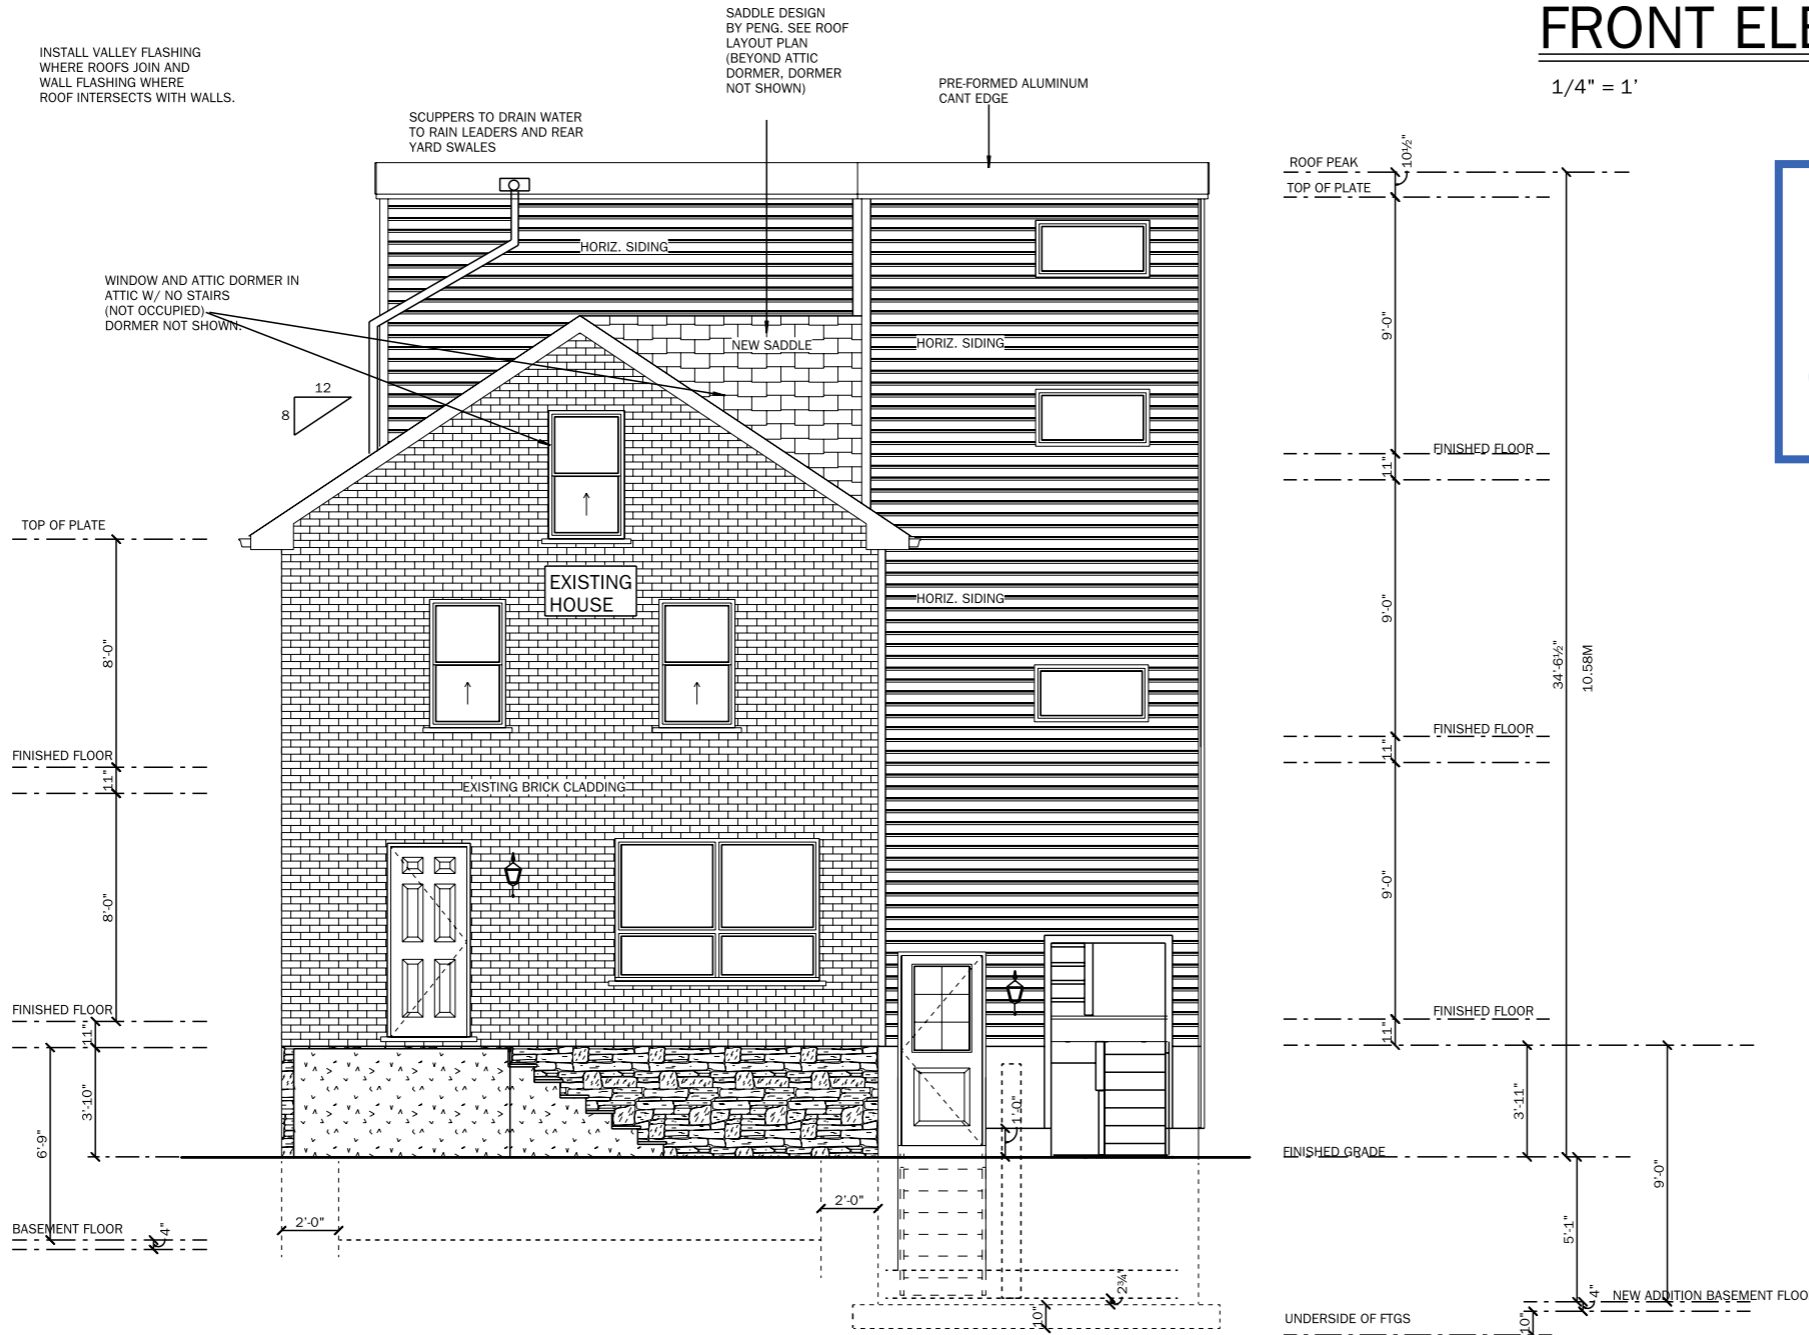 FRONT ELE
1/4" = 1'
INSTALL VALLEY FLASHING
WHERE ROOFS JOIN AND
WALL FLASHING WHERE
ROOF INTERSECTS WITH WALLS.
SCUPPERS TO DRAIN WATER
TO RAIN LEADERS AND REAR
YARD SWALES
SADDLE DESIGN
BY PENG. SEE ROOF
LAYOUT PLAN
(BEYOND ATTIC
DORMER, DORMER
NOT SHOWN)
PRE-FORMED ALUMINUM
CANT EDGE
WINDOW AND ATTIC DORMER IN
ATTIC W/ NO STAIRS
(NOT OCCUPIED)
DORMER NOT SHOWN.
12
8
HORIZ. SIDING
NEW SADDLE
HORIZ. SIDING
HORIZ. SIDING
EXISTING
HOUSE
EXISTING BRICK CLADDING
TOP OF PLATE
8'-0"
FINISHED FLOOR
11"
8'-0"
FINISHED FLOOR
11"
3'-10"
6'-9"
BASEMENT FLOOR
4"
2'-0"
2'-0"
1'-0"
2¾"
10"
ROOF PEAK
10½"
TOP OF PLATE
9'-0"
FINISHED FLOOR
11"
9'-0"
34'-6½"
10.58M
FINISHED FLOOR
11"
9'-0"
FINISHED FLOOR
11"
3'-11"
FINISHED GRADE
9'-0"
5'-1"
4"
NEW ADDITION BASEMENT FLOO
UNDERSIDE OF FTGS
10"